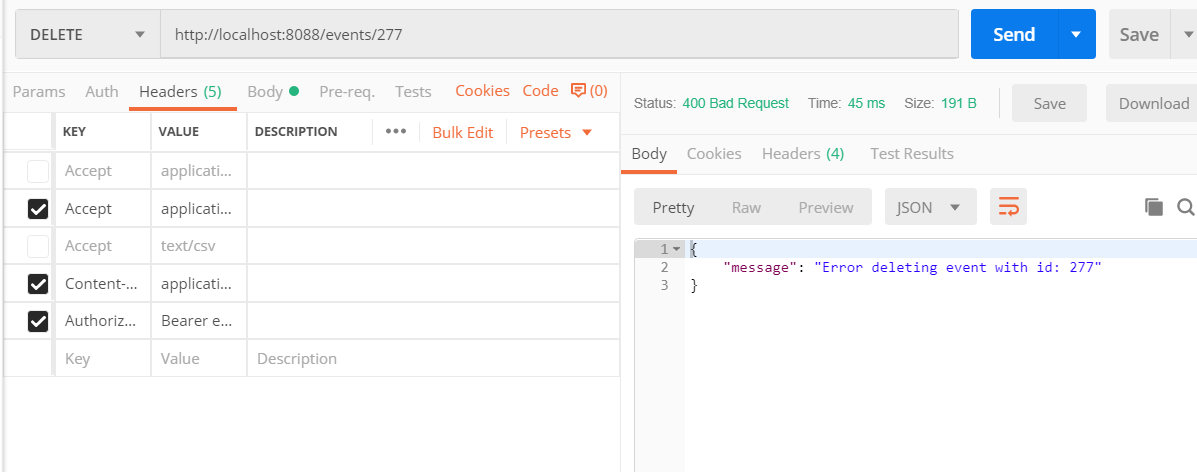 DELETE http://localhost:8088/events/277 Send Save
Params Auth Headers (5) Body Pre-req. Tests Cookies Code (0)
KEY VALUE DESCRIPTION ••• Bulk Edit Presets
Accept applicati...
Accept applicati...
Accept text/csv
Content-... applicati...
Authoriz... Bearer e...
Key Value Description
Status: 400 Bad Request Time: 45 ms Size: 191 B Save Download
Body Cookies Headers (4) Test Results
Pretty Raw Preview JSON
1 {
2 "message": "Error deleting event with id: 277"
3 }